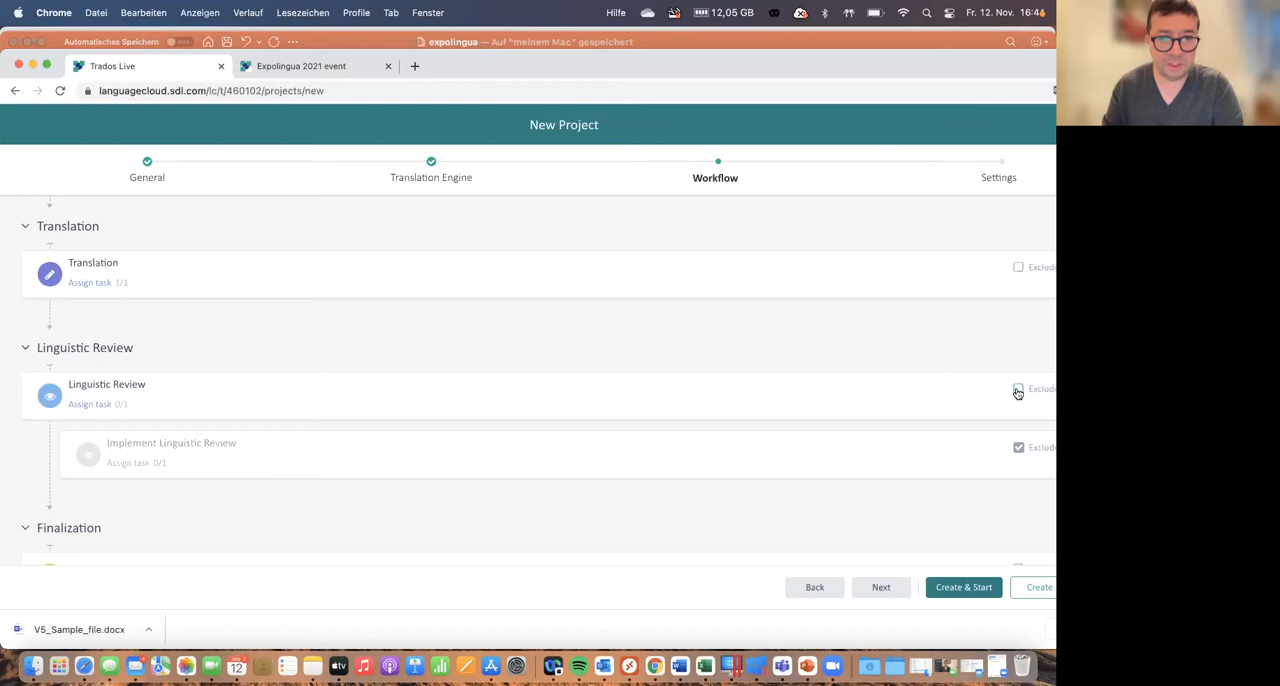 Chrome Datei Bearbeiten Anzeigen Verlauf Lesezeichen Profile Tab Fenster Hilfe 12,05 GB Fr. 12. Nov. 16:44
Automatisches Speichern expolingua — Auf "meinem Mac" gespeichert
Trados Live Expolingua 2021 event
languagecloud.sdl.com/lc/t/460102/projects/new
New Project
General Translation Engine Workflow Settings
Translation
Translation Exclude
Assign task 1/1
Linguistic Review
Linguistic Review Exclude
Assign task 0/1
Implement Linguistic Review Exclude
Assign task 0/1
Finalization
Back Next Create & Start Create
V5_Sample_file.docx
12
tv